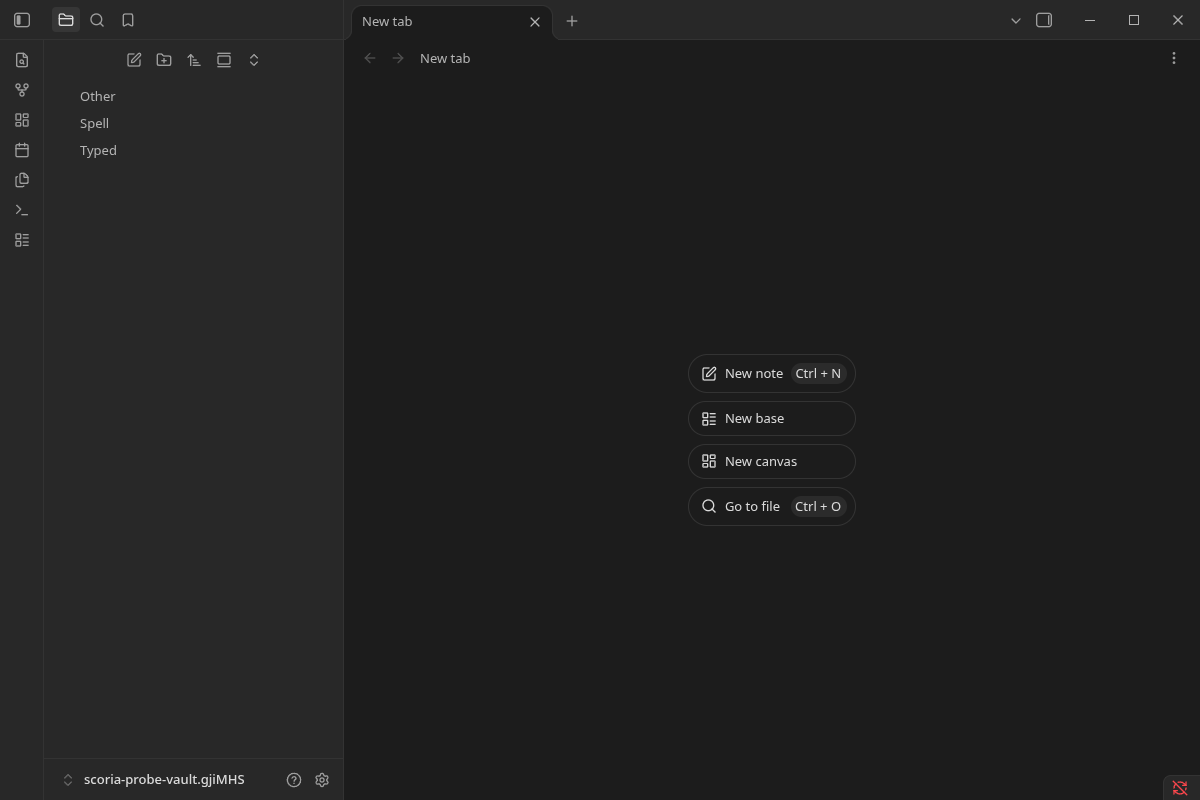 New tab
New tab
Other
Spell
Typed
New note Ctrl + N
New base
New canvas
Go to file Ctrl + O
scoria-probe-vault.gjiMHS